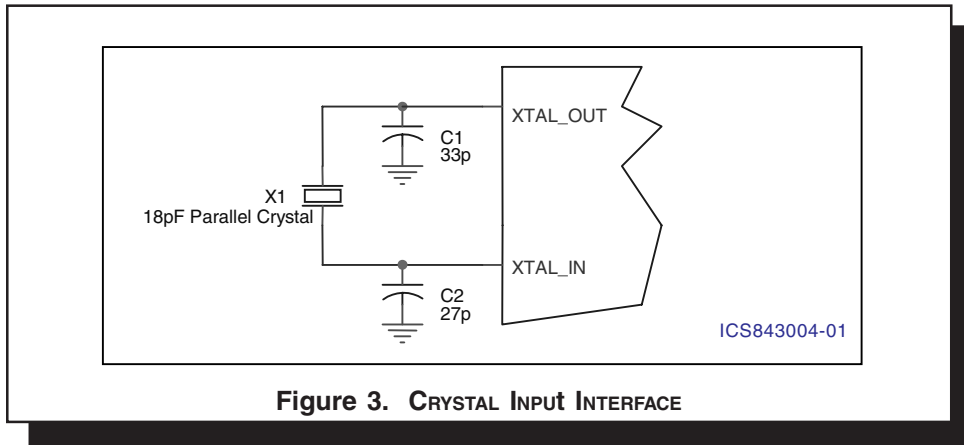 XTAL_OUT
C1
33p
X1
18pF Parallel Crystal
XTAL_IN
C2
27p
ICS843004-01
Figure 3. CRYSTAL INPUt INTERFACE